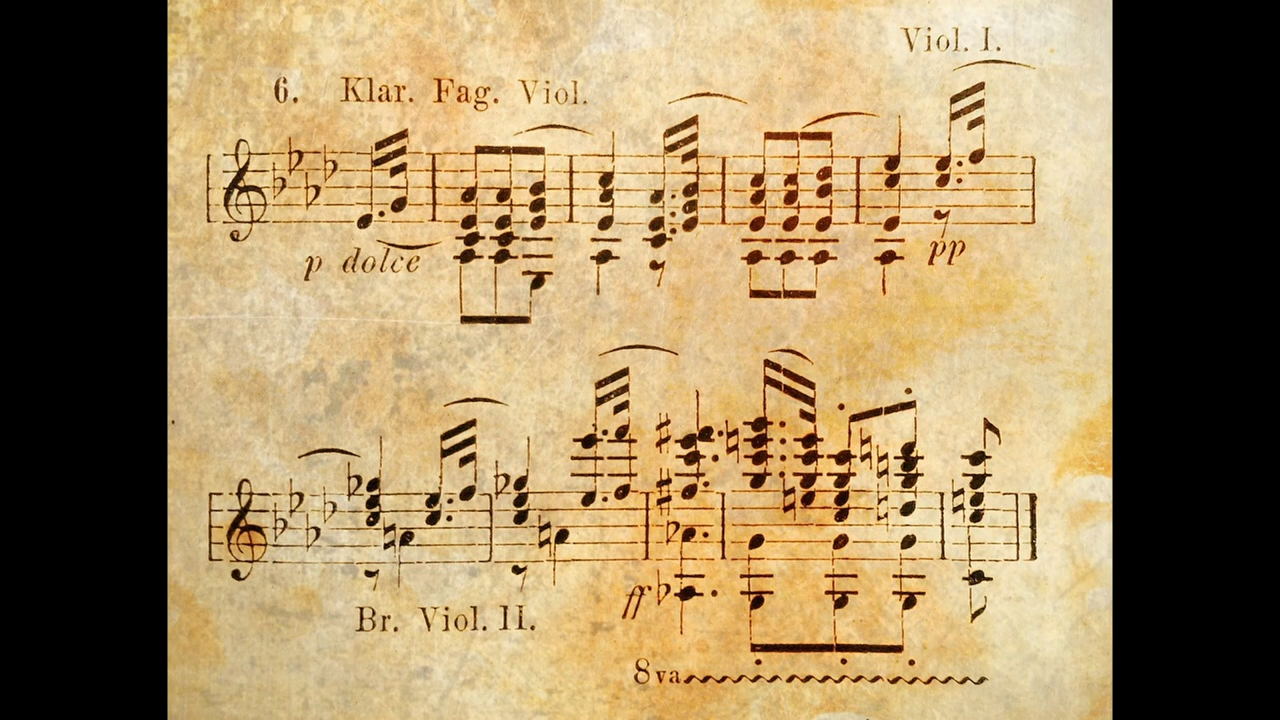 Viol. I.
6. Klar. Fag. Viol.
p dolce
pp
ff
Br. Viol. II.
8va